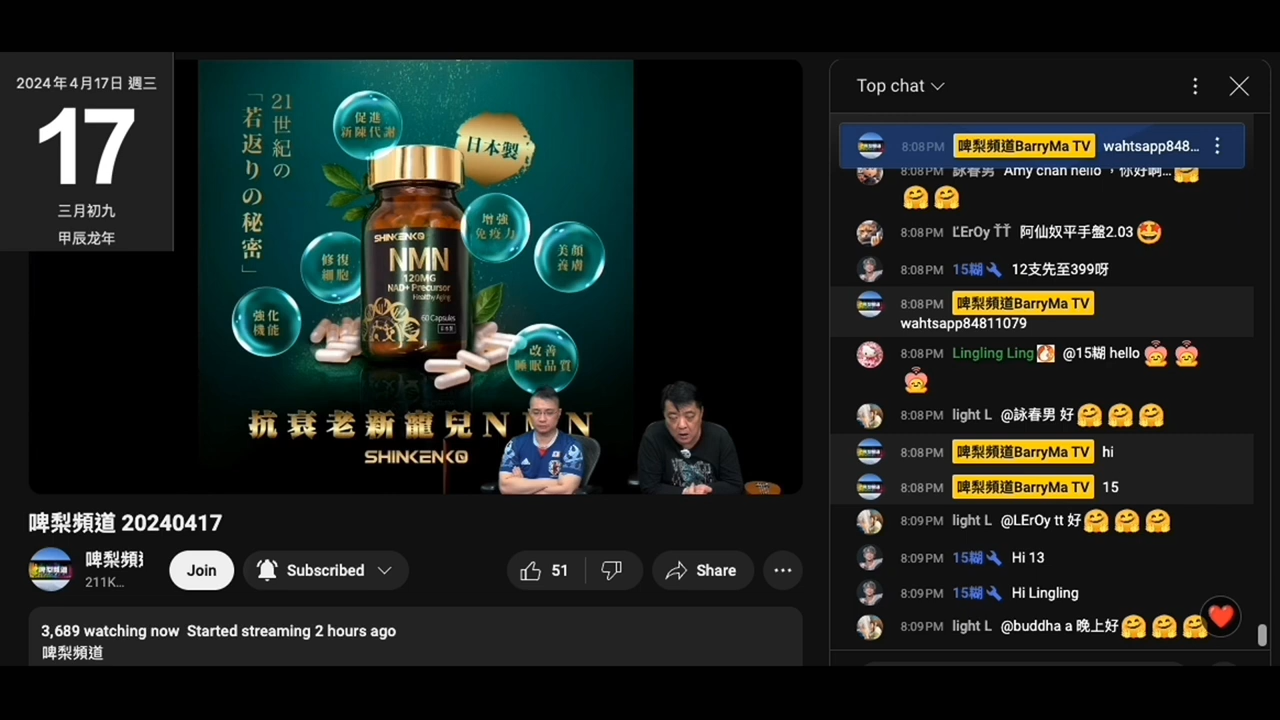 2024年4月17日 週三
17
三月初九
甲辰龙年
21世紀の
「若返りの秘密」
促進
新陳代謝
日本製
增強
免疫力
修復
細胞
美顏
養膚
強化
機能
改善
睡眠品質
SHINKENKO
NMN
120MG
NAD+ Precursor
Healthy Aging
60 Capsules
抗衰老新寵兒NMN
SHINKENKO
啤梨頻道 20240417
啤梨頻道
211K...
Join
Subscribed
51
Share
3,689 watching now Started streaming 2 hours ago
啤梨頻道
Top chat
8:08PM 啤梨頻道BarryMa TV wahtsapp848...
8:08PM 詠春男 Amy chan hello ，你好啊...
8:08PM LErOy ȾȾ 阿仙奴平手盤2.03
8:08PM 15糊 12支先至399呀
8:08PM 啤梨頻道BarryMa TV
wahtsapp84811079
8:08PM Lingling Ling @15糊 hello
8:08PM light L @詠春男 好
8:08PM 啤梨頻道BarryMa TV hi
8:08PM 啤梨頻道BarryMa TV 15
8:09PM light L @LErOy tt 好
8:09PM 15糊 Hi 13
8:09PM 15糊 Hi Lingling
8:09PM light L @buddha a 晚上好